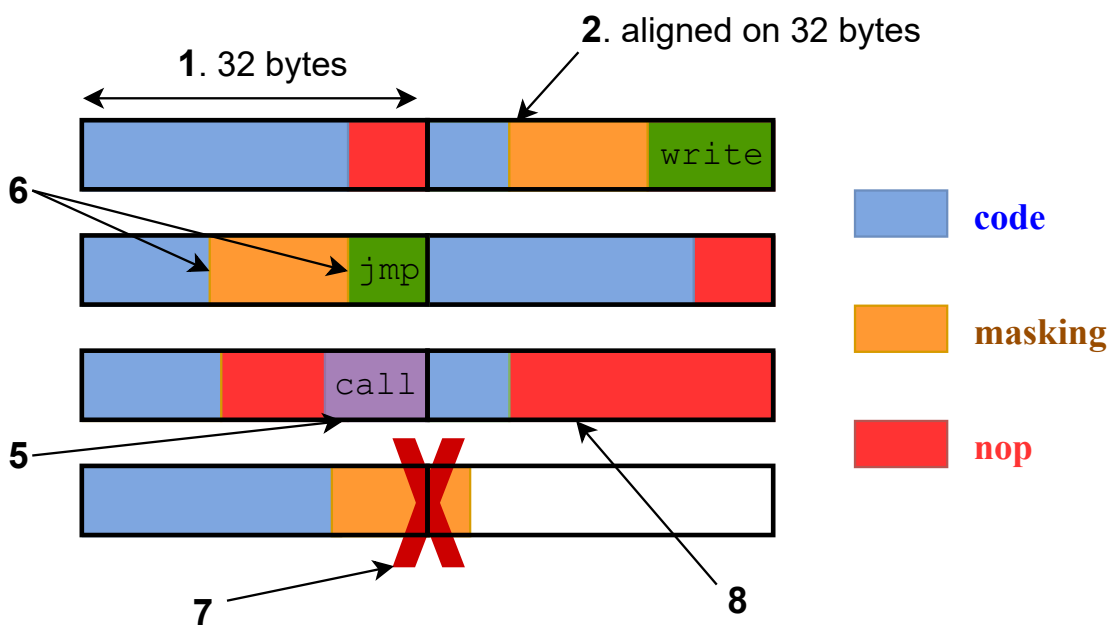 2. aligned on 32 bytes
1. 32 bytes
write
6
code
jmp
masking
call
5
nop
7
8